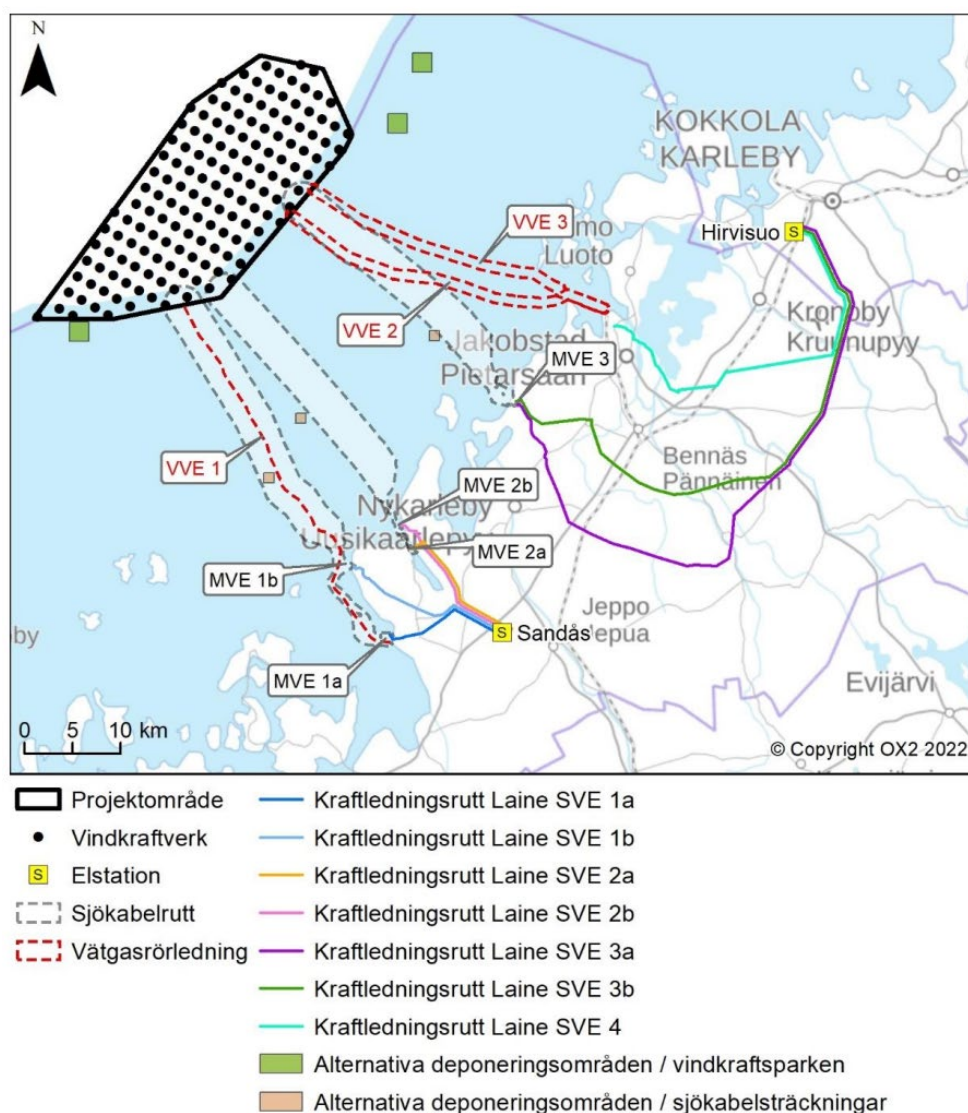 N
KOKKOLA
KARLEBY
Hirvisuo
S
VVE 3
Luoto
VVE 2
Kronoby
Kruunupyy
Jakobstad
Pietarsaari
MVE 3
VVE 1
Bennäs
Pännäinen
MVE 2b
Nykarleby
Uusikaarlepyy
MVE 2a
MVE 1b
Jeppo
Jepua
S
Sandås
MVE 1a
Evijärvi
0 5 10 km
© Copyright OX2 2022
Projektområde
Vindkraftverk
S Elstation
Sjökabelrutt
Vätgasrörledning
Kraftledningsrutt Laine SVE 1a
Kraftledningsrutt Laine SVE 1b
Kraftledningsrutt Laine SVE 2a
Kraftledningsrutt Laine SVE 2b
Kraftledningsrutt Laine SVE 3a
Kraftledningsrutt Laine SVE 3b
Kraftledningsrutt Laine SVE 4
Alternativa deponeringsområden / vindkraftsparken
Alternativa deponeringsområden / sjökabelsträckningar